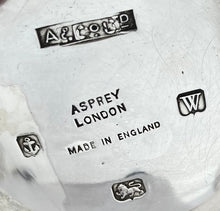 A & Co LD
ASPREY
LONDON
MADE IN ENGLAND
W